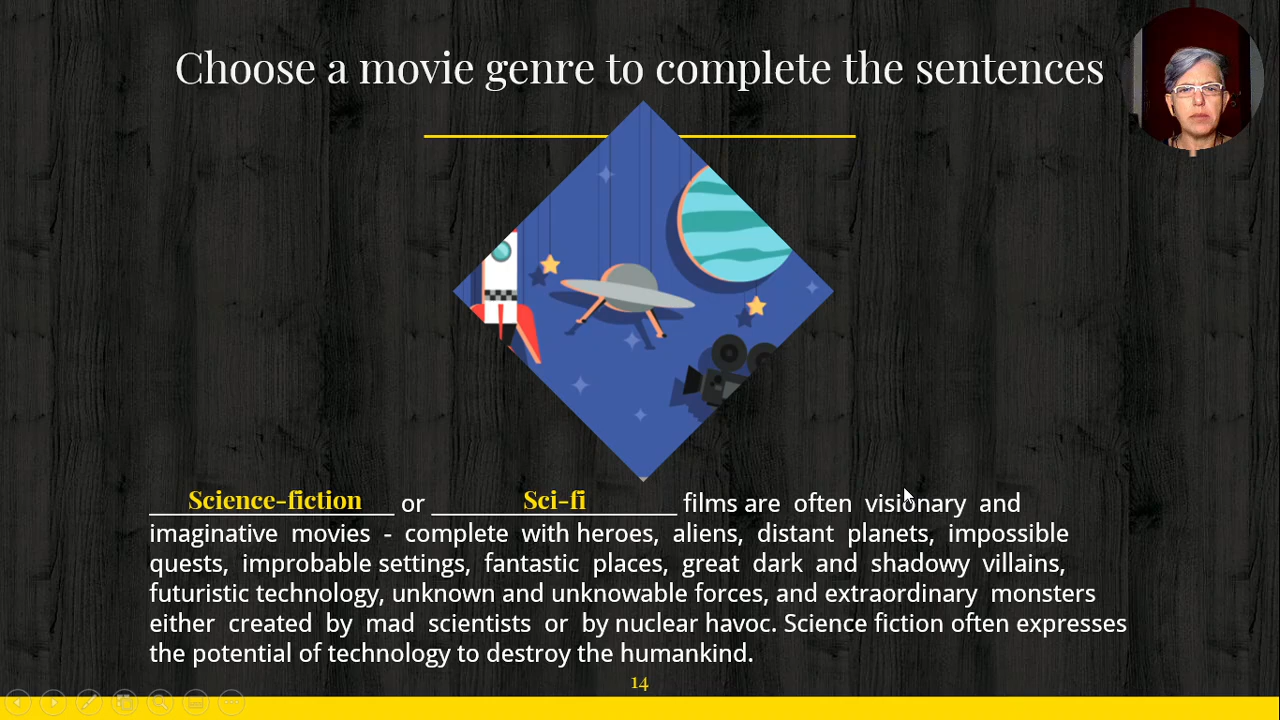 Choose a movie genre to complete the sentences
Science-fiction or Sci-fi films are often visionary and
imaginative movies - complete with heroes, aliens, distant planets, impossible
quests, improbable settings, fantastic places, great dark and shadowy villains,
futuristic technology, unknown and unknowable forces, and extraordinary monsters
either created by mad scientists or by nuclear havoc. Science fiction often expresses
the potential of technology to destroy the humankind.
14